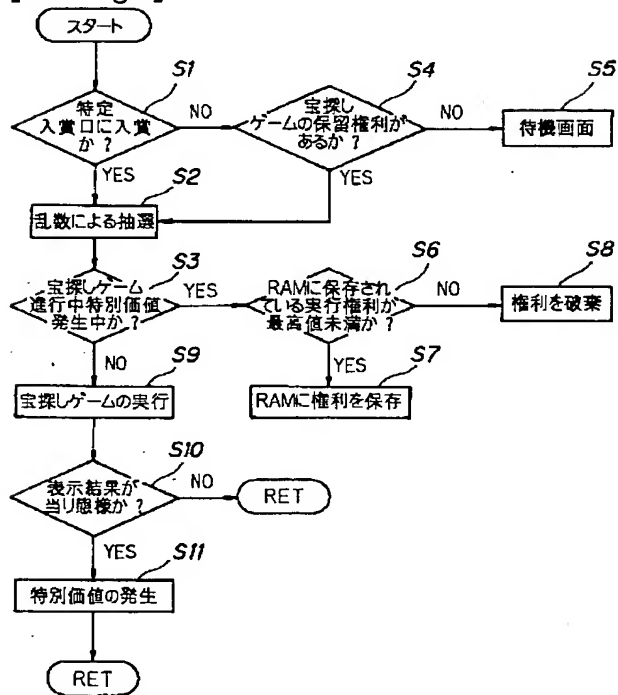 スタート
S1
特定
入賞口に入賞
か?
NO
YES
S4
宝探し
ゲームの保留権利が
あるか?
NO
YES
S5
待機画面
S2
乱数による抽選
S3
宝探しゲーム
進行中特別価値
発生中か?
YES
NO
S6
RAMに保存され
ている実行権利が
最高値未満か?
NO
YES
S8
権利を破棄
S7
RAMに権利を保存
S9
宝探しゲームの実行
S10
表示結果が
当り態様か?
NO
YES
RET
S11
特別価値の発生
RET